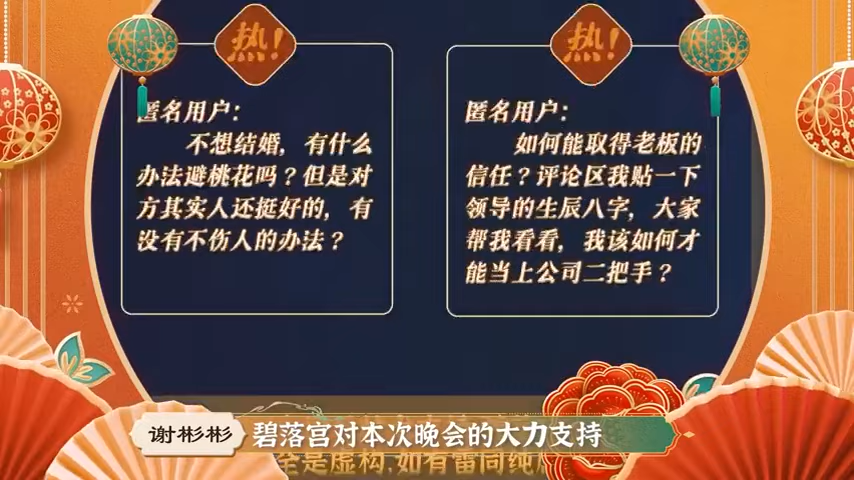 热!
匿名用户：
不想结婚，有什么
办法避桃花吗？但是对
方其实人还挺好的，有
没有不伤人的办法？
热!
匿名用户：
如何能取得老板的
信任？评论区我贴一下
领导的生辰八字，大家
帮我看看，我该如何才
能当上公司二把手？
谢彬彬
碧落宫对本次晚会的大力支持
全是虚构，如有雷同纯属